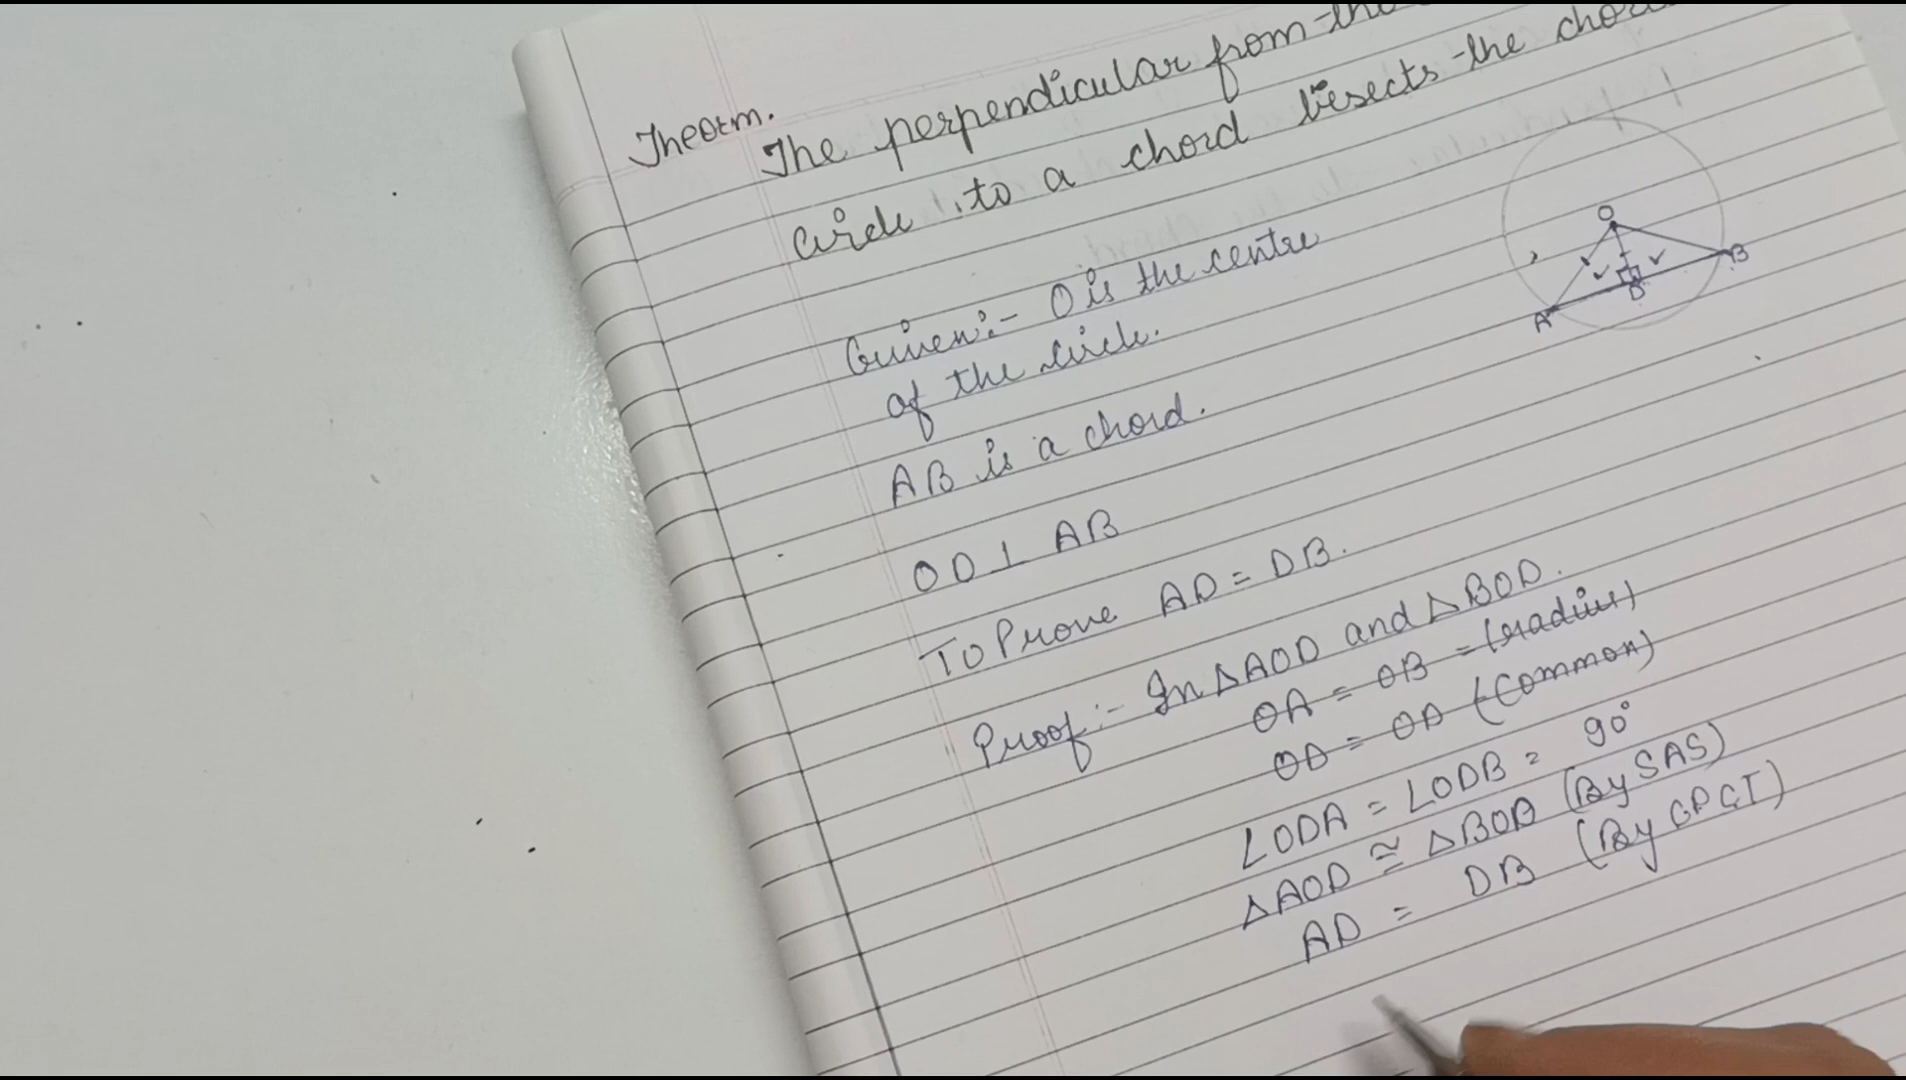 Theorm.
The perpendicular from the
circle to a chord bisects the chord
Given:- O is the centre
of the circle.
AB is a chord.
OD ⊥ AB
To Prove AD = DB.
Proof:- In △AOD and △BOD.
OA = OB = (radius)
OD = OD (Common)
∠ODA = ∠ODB = 90°
△AOD ≅ △BOD (By SAS)
AD = DB (By CPCT)
O
A
D
B